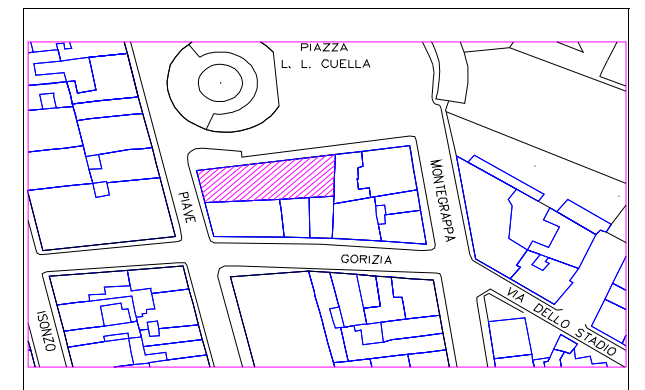 PIAZZA
L. L. CUELLA
MONTEGRAPPA
PIAVE
GORIZIA
VIA DELLO STADIO
ISONZO